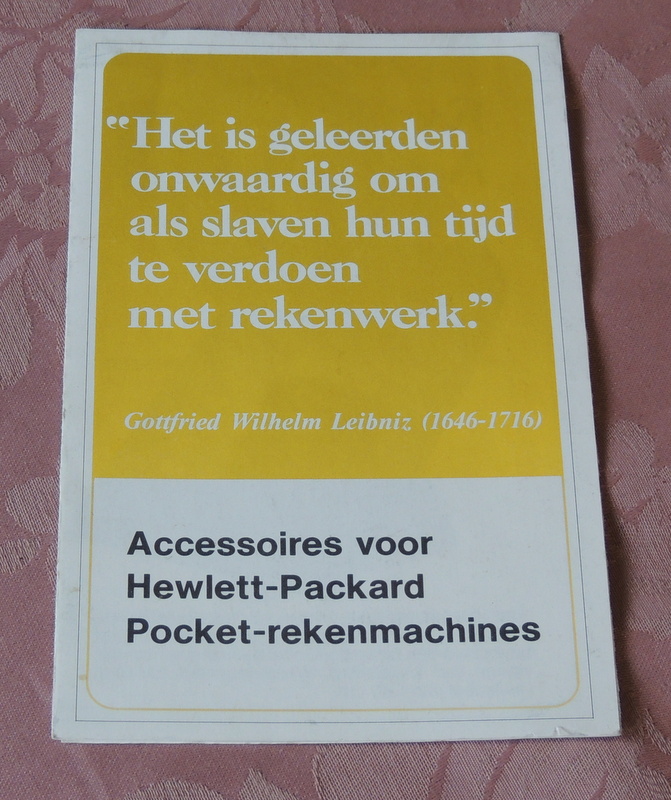 “Het is geleerden
onwaardig om
als slaven hun tijd
te verdoen
met rekenwerk.”
Gottfried Wilhelm Leibniz (1646-1716)
Accessoires voor
Hewlett-Packard
Pocket-rekenmachines